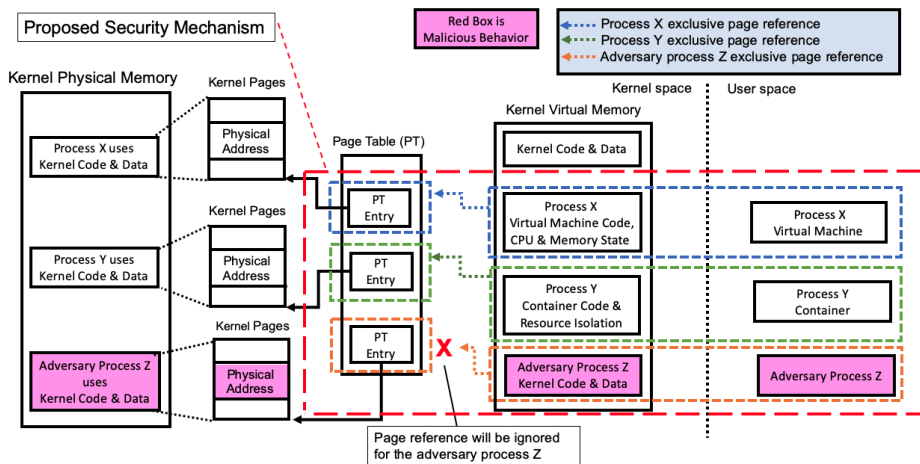 Proposed Security Mechanism
Red Box is
Malicious Behavior
Process X exclusive page reference
Process Y exclusive page reference
Adversary process Z exclusive page reference
Kernel Physical Memory
Kernel Pages
Kernel space
User space
Kernel Virtual Memory
Process X uses
Kernel Code & Data
Physical
Address
Page Table (PT)
Kernel Code & Data
PT
Entry
Process X
Virtual Machine Code,
CPU & Memory State
Process X
Virtual Machine
Kernel Pages
Process Y uses
Kernel Code & Data
Physical
Address
PT
Entry
Process Y
Container Code &
Resource Isolation
Process Y
Container
Kernel Pages
Adversary Process Z
uses
Kernel Code & Data
Physical
Address
PT
Entry
X
Adversary Process Z
Kernel Code & Data
Adversary Process Z
Page reference will be ignored
for the adversary process Z